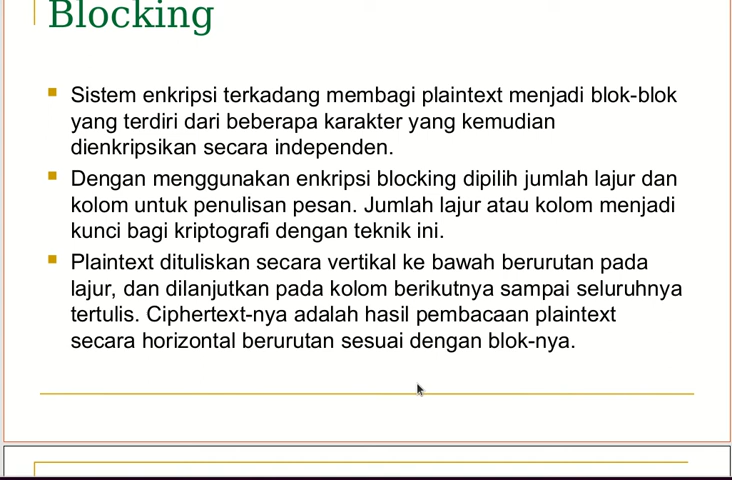 Blocking
Sistem enkripsi terkadang membagi plaintext menjadi blok-blok
yang terdiri dari beberapa karakter yang kemudian
dienkripsikan secara independen.
Dengan menggunakan enkripsi blocking dipilih jumlah lajur dan
kolom untuk penulisan pesan. Jumlah lajur atau kolom menjadi
kunci bagi kriptografi dengan teknik ini.
Plaintext dituliskan secara vertikal ke bawah berurutan pada
lajur, dan dilanjutkan pada kolom berikutnya sampai seluruhnya
tertulis. Ciphertext-nya adalah hasil pembacaan plaintext
secara horizontal berurutan sesuai dengan blok-nya.